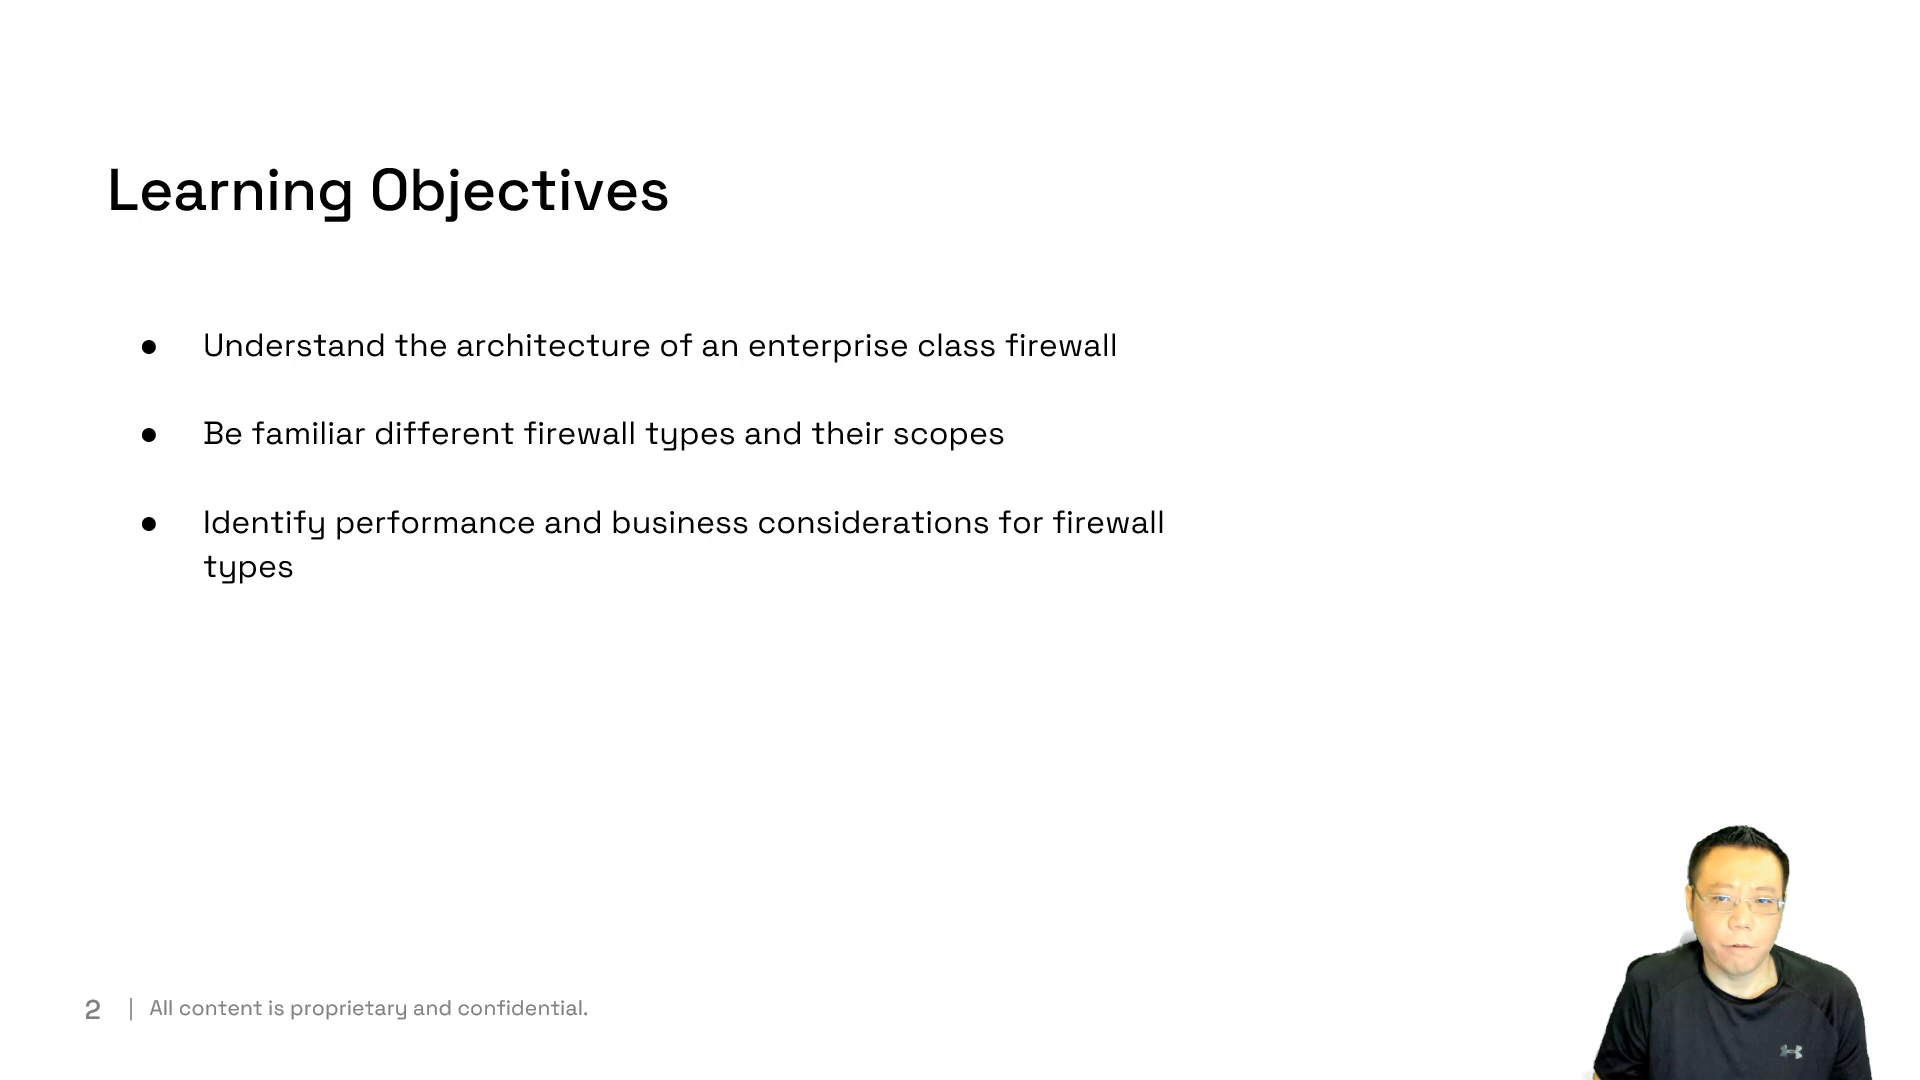 Learning Objectives
● Understand the architecture of an enterprise class firewall
● Be familiar different firewall types and their scopes
● Identify performance and business considerations for firewall
types
2 | All content is proprietary and confidential.